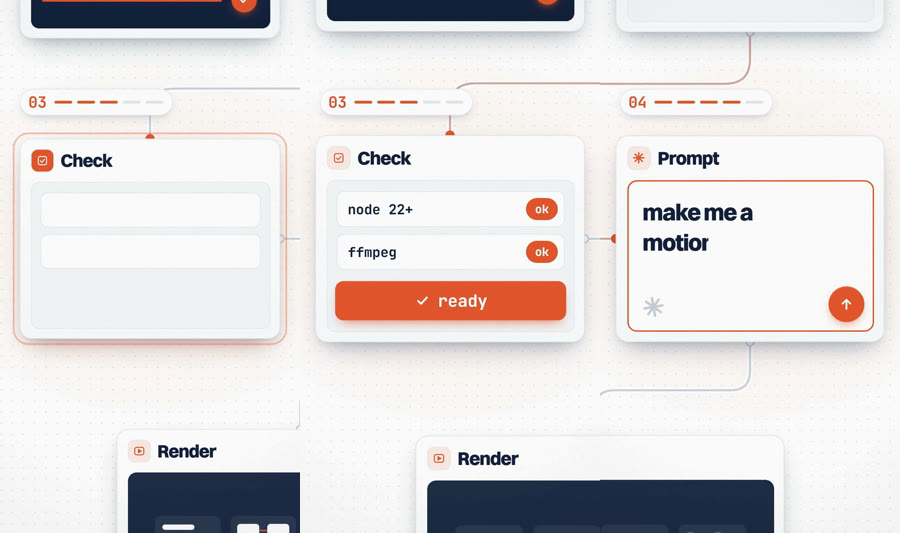 03
03
04
Check
Check
Prompt
node 22+ ok
ffmpeg ok
✓ ready
make me a
motior
Render
Render